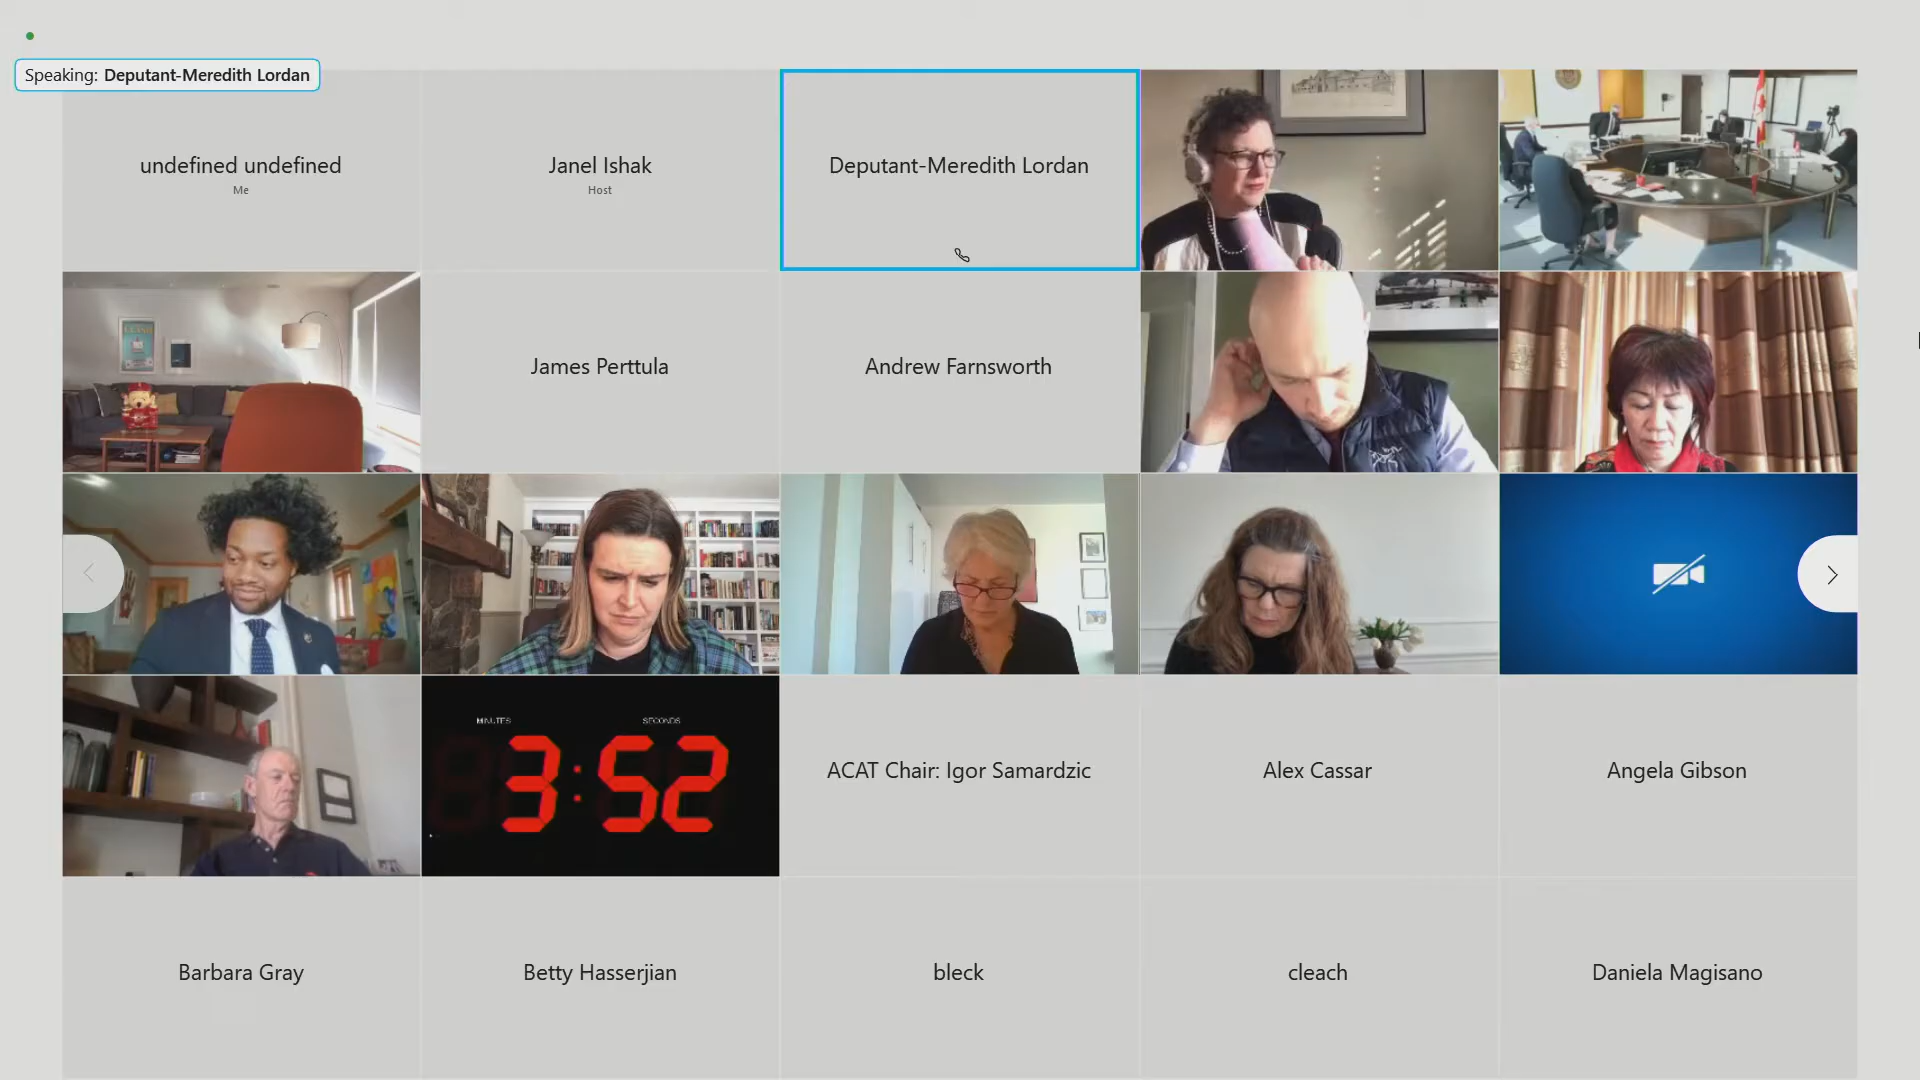 Speaking: Deputant-Meredith Lordan
undefined undefined
Me
Janel Ishak
Host
Deputant-Meredith Lordan
James Perttula
Andrew Farnsworth
MINUTES
SECONDS
3:52
ACAT Chair: Igor Samardzic
Alex Cassar
Angela Gibson
Barbara Gray
Betty Hasserjian
bleck
cleach
Daniela Magisano